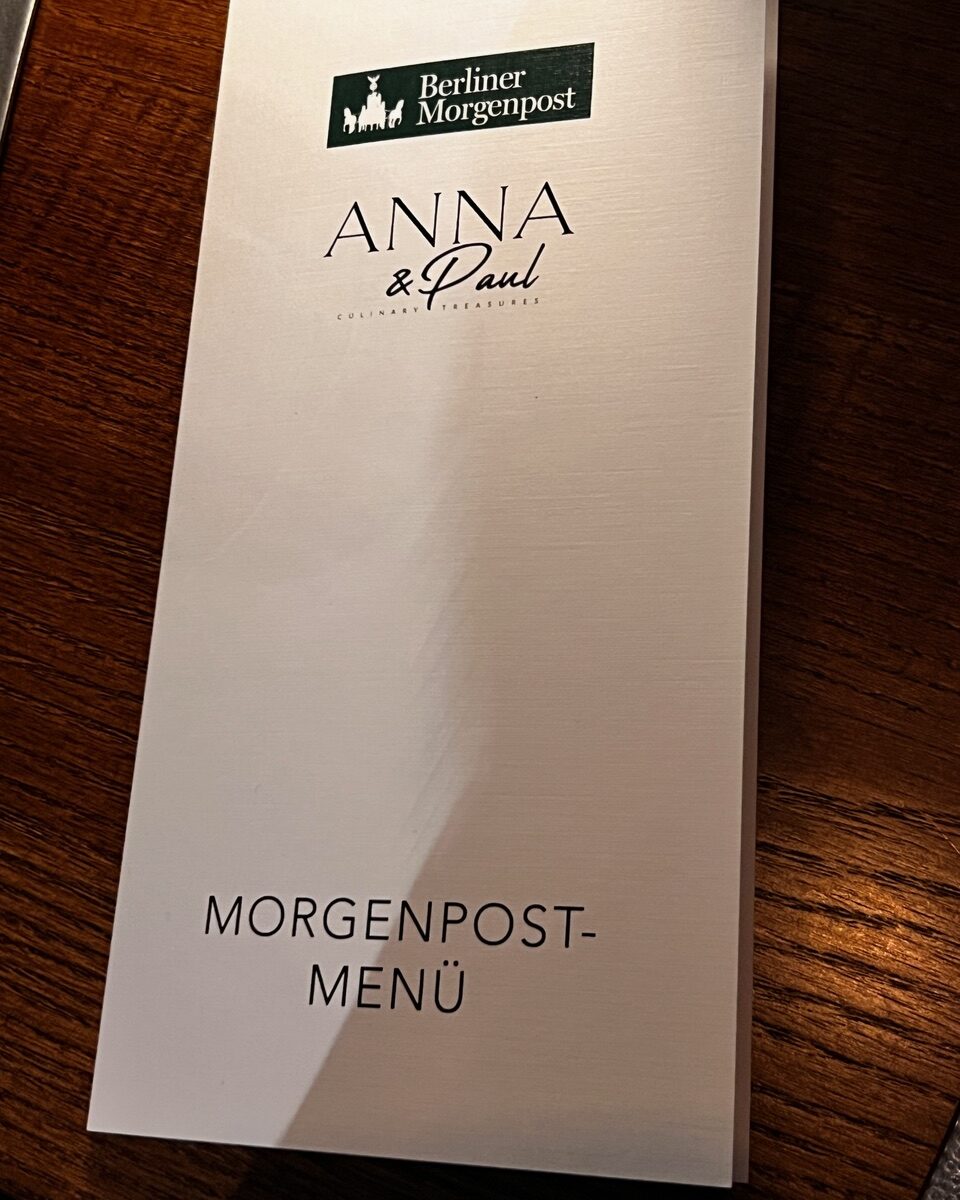 Berliner
Morgenpost
ANNA
& Paul
CULINARY TREASURES
MORGENPOST-
MENÜ